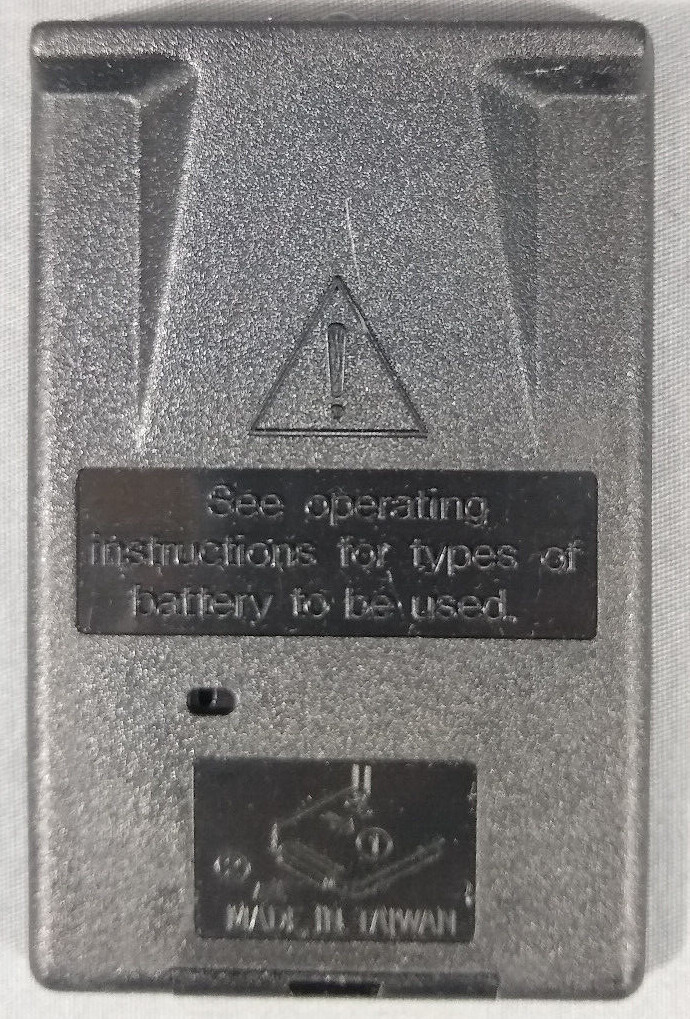 See operating
instructions for types of
battery to be used.
MADE IN TAIWAN